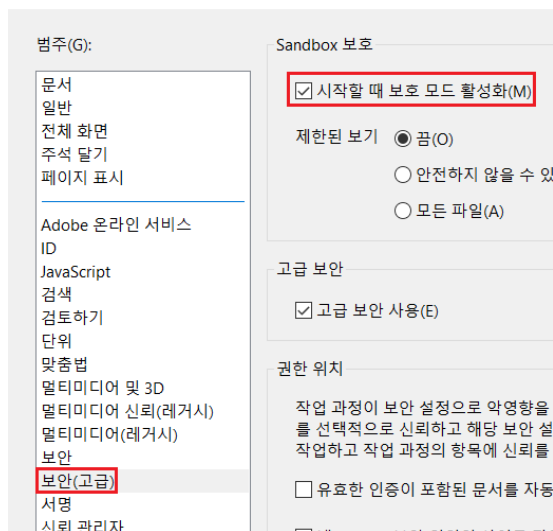 범주(G):
문서
일반
전체 화면
주석 달기
페이지 표시
Adobe 온라인 서비스
ID
JavaScript
검색
검토하기
단위
맞춤법
멀티미디어 및 3D
멀티미디어 신뢰(레거시)
멀티미디어(레거시)
보안
보안(고급)
서명
신뢰 관리자
Sandbox 보호
시작할 때 보호 모드 활성화(M)
제한된 보기
끔(O)
안전하지 않을 수 있
모든 파일(A)
고급 보안
고급 보안 사용(E)
권한 위치
작업 과정이 보안 설정으로 악영향을
를 선택적으로 신뢰하고 해당 보안 설
작업하고 작업 과정의 항목에 신뢰를
유효한 인증이 포함된 문서를 자동